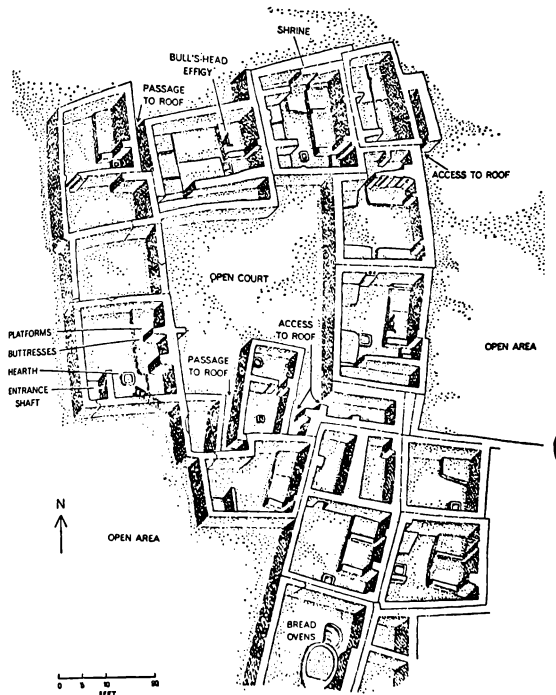 SHRINE
BULL'S-HEAD
EFFIGY
PASSAGE
TO ROOF
ACCESS TO ROOF
OPEN COURT
PLATFORMS
BUTTRESSES
HEARTH
ENTRANCE
SHAFT
ACCESS
TO ROOF
PASSAGE
TO ROOF
OPEN
AREA
N
OPEN AREA
BREAD
OVENS
FEET